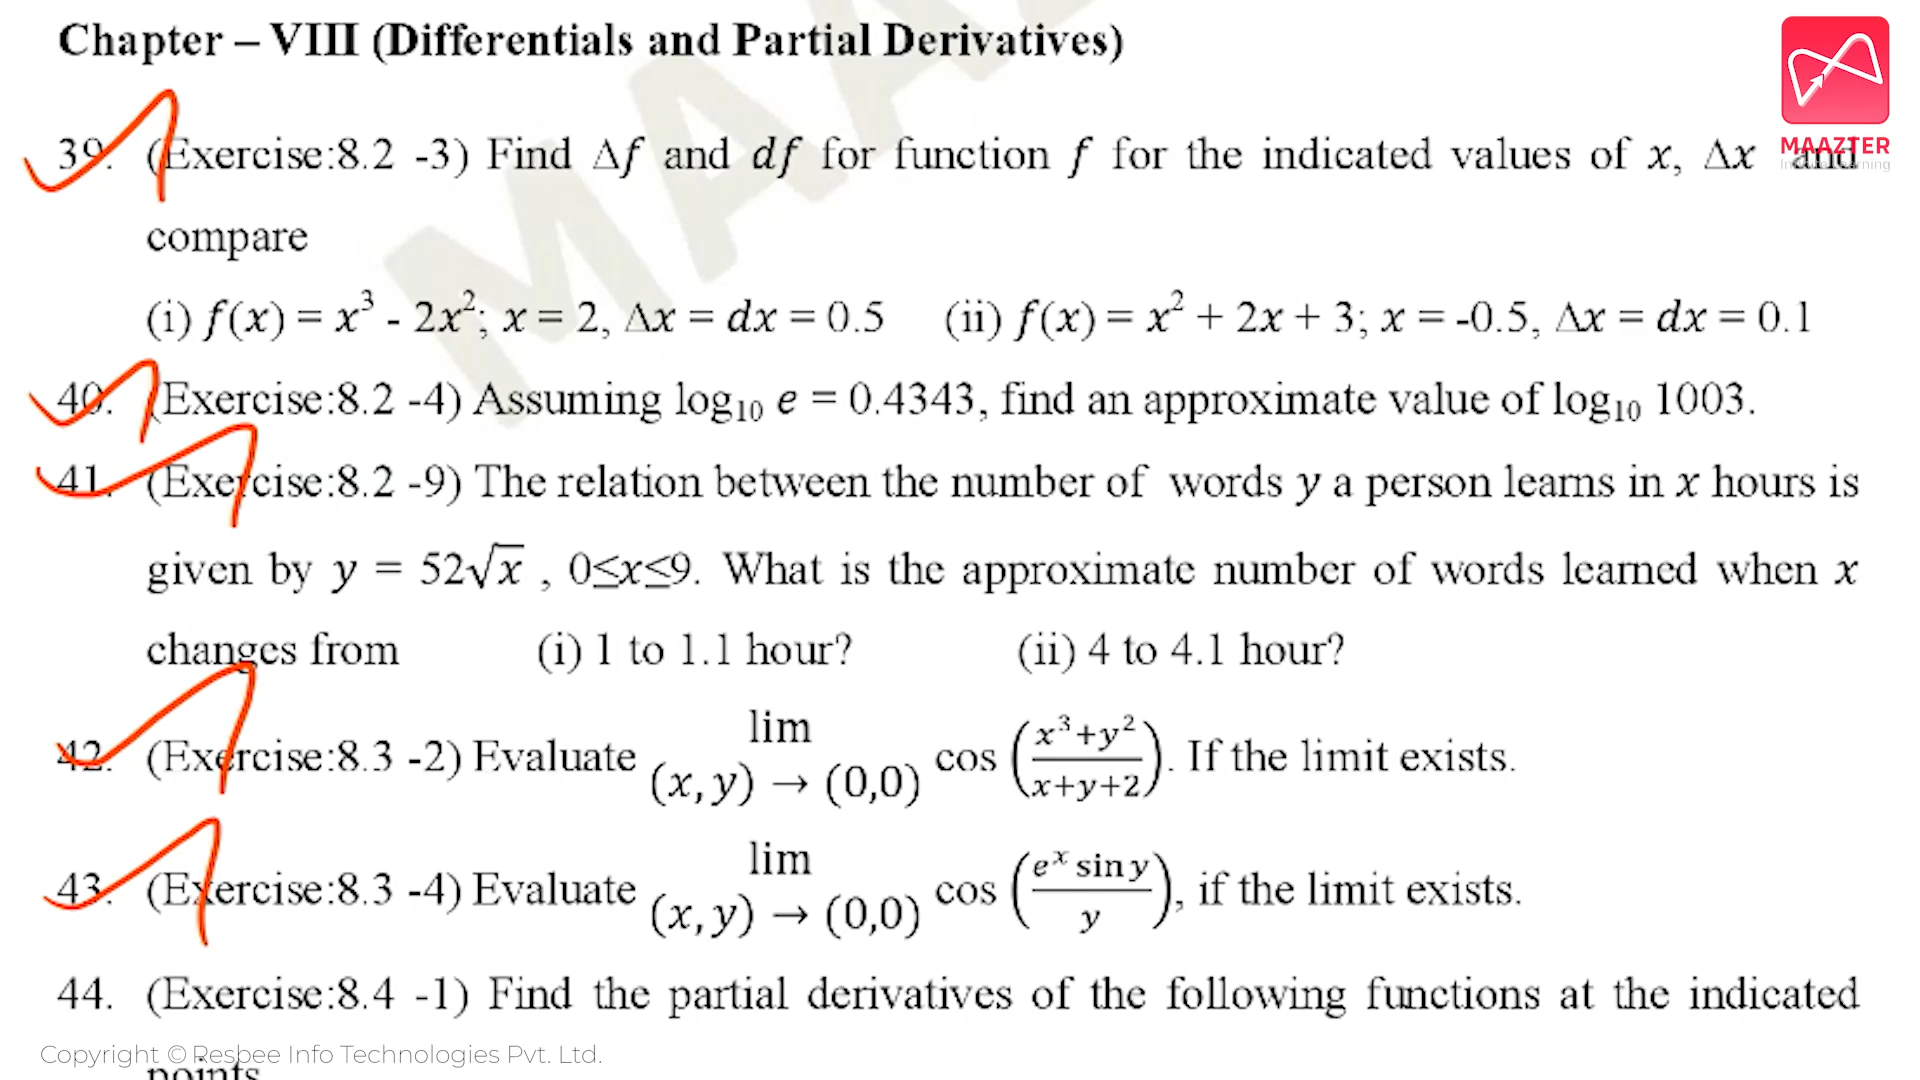 Chapter – VIII (Differentials and Partial Derivatives)
39. (Exercise:8.2 -3) Find Δf and df for function f for the indicated values of x, Δx and
MAAZTER
compare
(i) f(x) = x³ - 2x²; x = 2, Δx = dx = 0.5 (ii) f(x) = x² + 2x + 3; x = -0.5, Δx = dx = 0.1
40. (Exercise:8.2 -4) Assuming log₁₀ e = 0.4343, find an approximate value of log₁₀ 1003.
41. (Exercise:8.2 -9) The relation between the number of words y a person learns in x hours is
given by y = 52√x , 0≤x≤9. What is the approximate number of words learned when x
changes from (i) 1 to 1.1 hour? (ii) 4 to 4.1 hour?
42. (Exercise:8.3 -2) Evaluate lim (x,y) → (0,0) cos ((x³+y²)/(x+y+2)). If the limit exists.
43. (Exercise:8.3 -4) Evaluate lim (x,y) → (0,0) cos ((eˣ sin y)/y), if the limit exists.
44. (Exercise:8.4 -1) Find the partial derivatives of the following functions at the indicated
points
Copyright © Resbee Info Technologies Pvt. Ltd.